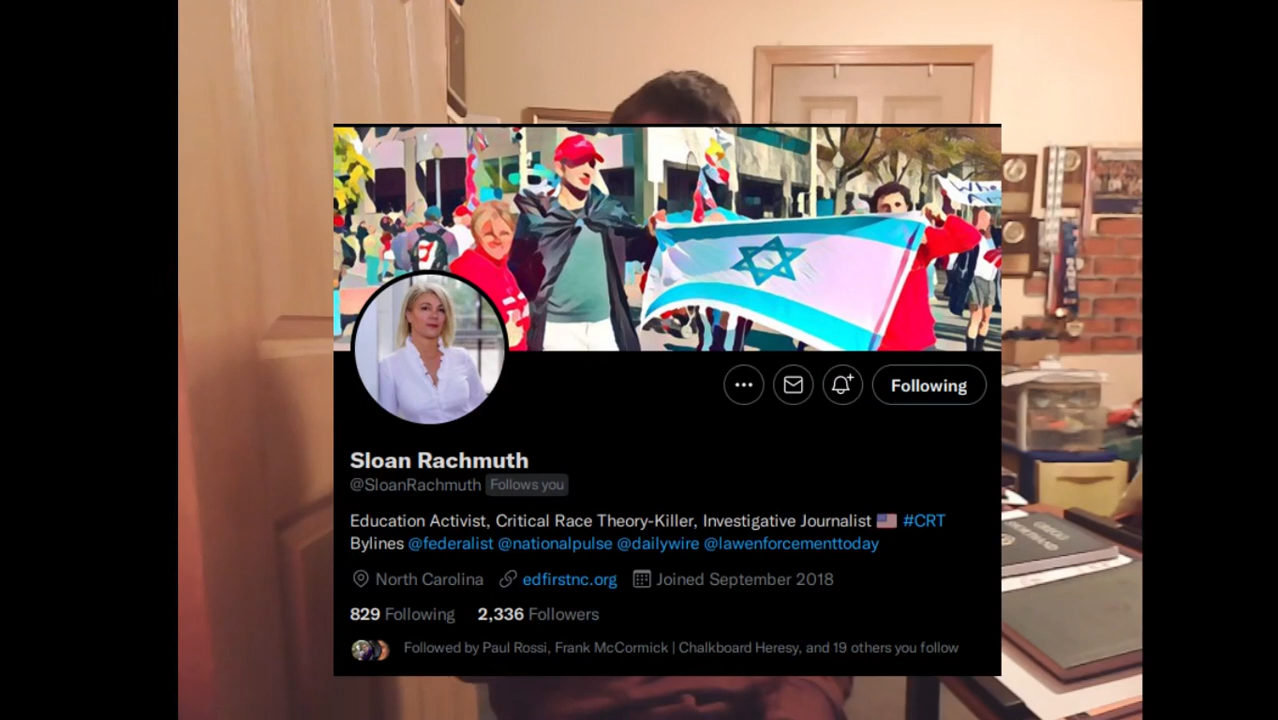 Following
Sloan Rachmuth
@SloanRachmuth Follows you
Education Activist, Critical Race Theory-Killer, Investigative Journalist 🇺🇸 #CRT
Bylines @federalist @nationalpulse @dailywire @lawenforcementtoday
North Carolina edfirstnc.org Joined September 2018
829 Following 2,336 Followers
Followed by Paul Rossi, Frank McCormick | Chalkboard Heresy, and 19 others you follow